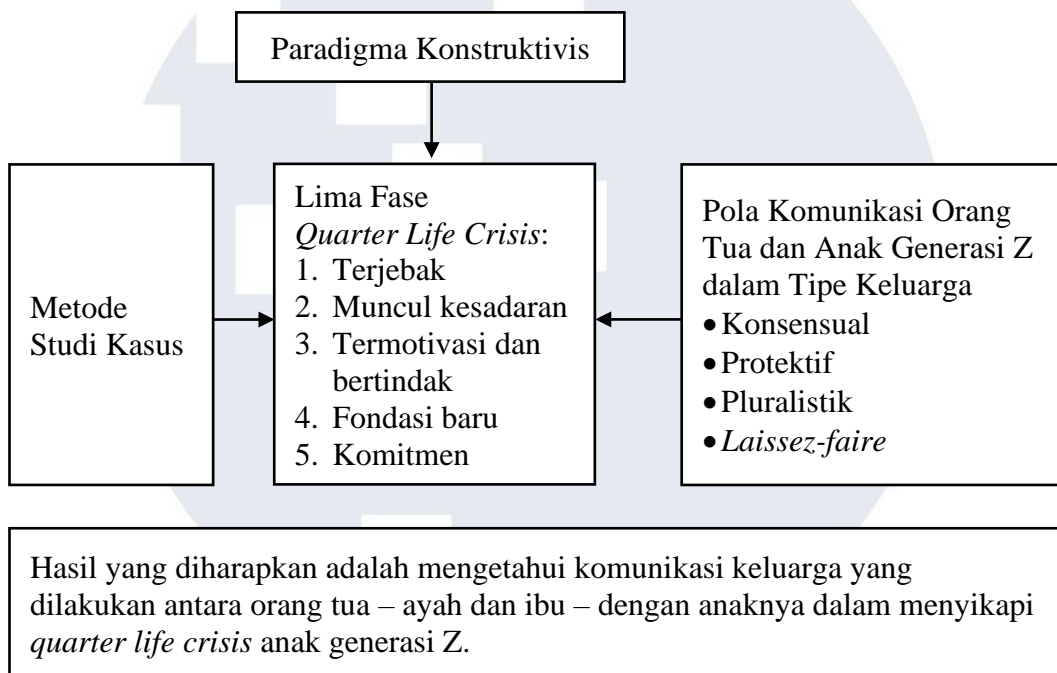 Paradigma Konstruktivis
Metode
Studi Kasus
Lima Fase
Quarter Life Crisis:
1. Terjebak
2. Muncul kesadaran
3. Termotivasi dan
bertindak
4. Fondasi baru
5. Komitmen
Pola Komunikasi Orang
Tua dan Anak Generasi Z
dalam Tipe Keluarga
• Konsensual
• Protektif
• Pluralistik
• Laissez-faire
Hasil yang diharapkan adalah mengetahui komunikasi keluarga yang
dilakukan antara orang tua – ayah dan ibu – dengan anaknya dalam menyikapi
quarter life crisis anak generasi Z.